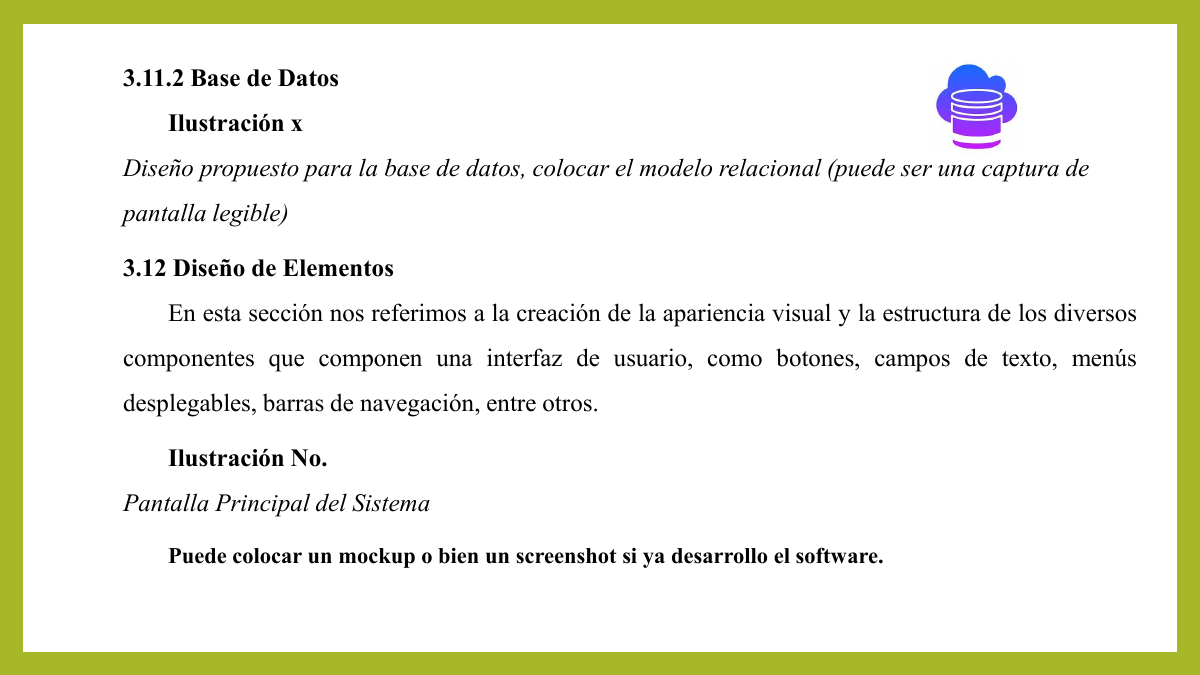 3.11.2 Base de Datos
Ilustración x
Diseño propuesto para la base de datos, colocar el modelo relacional (puede ser una captura de
pantalla legible)
3.12 Diseño de Elementos
En esta sección nos referimos a la creación de la apariencia visual y la estructura de los diversos
componentes que componen una interfaz de usuario, como botones, campos de texto, menús
desplegables, barras de navegación, entre otros.
Ilustración No.
Pantalla Principal del Sistema
Puede colocar un mockup o bien un screenshot si ya desarrollo el software.